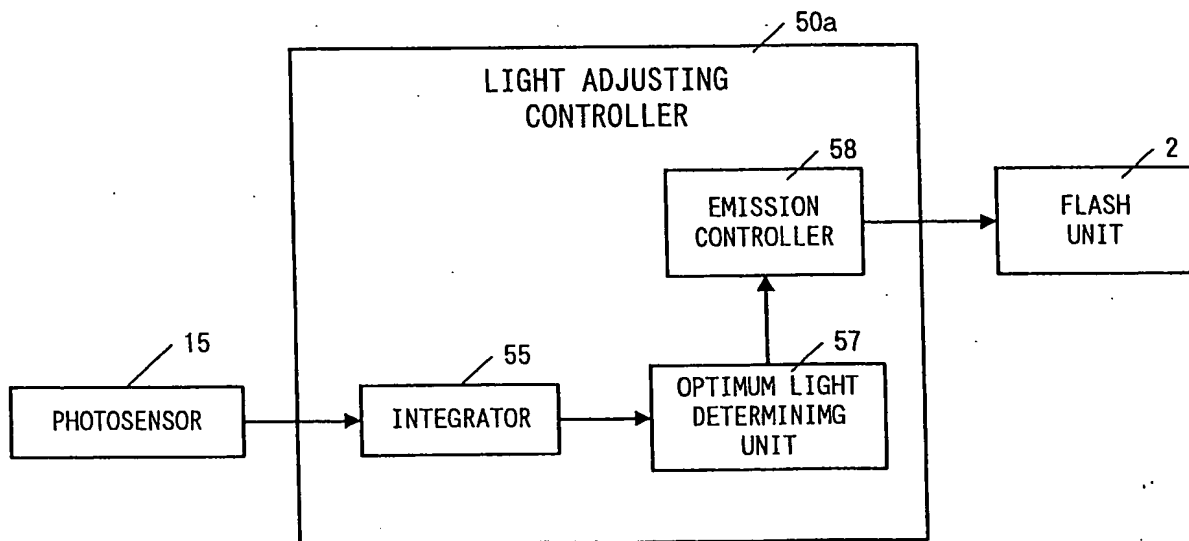 50a
LIGHT ADJUSTING
CONTROLLER
58
2
EMISSION
CONTROLLER
FLASH
UNIT
15
55
57
PHOTOSENSOR
INTEGRATOR
OPTIMUM LIGHT
DETERMINIMG
UNIT